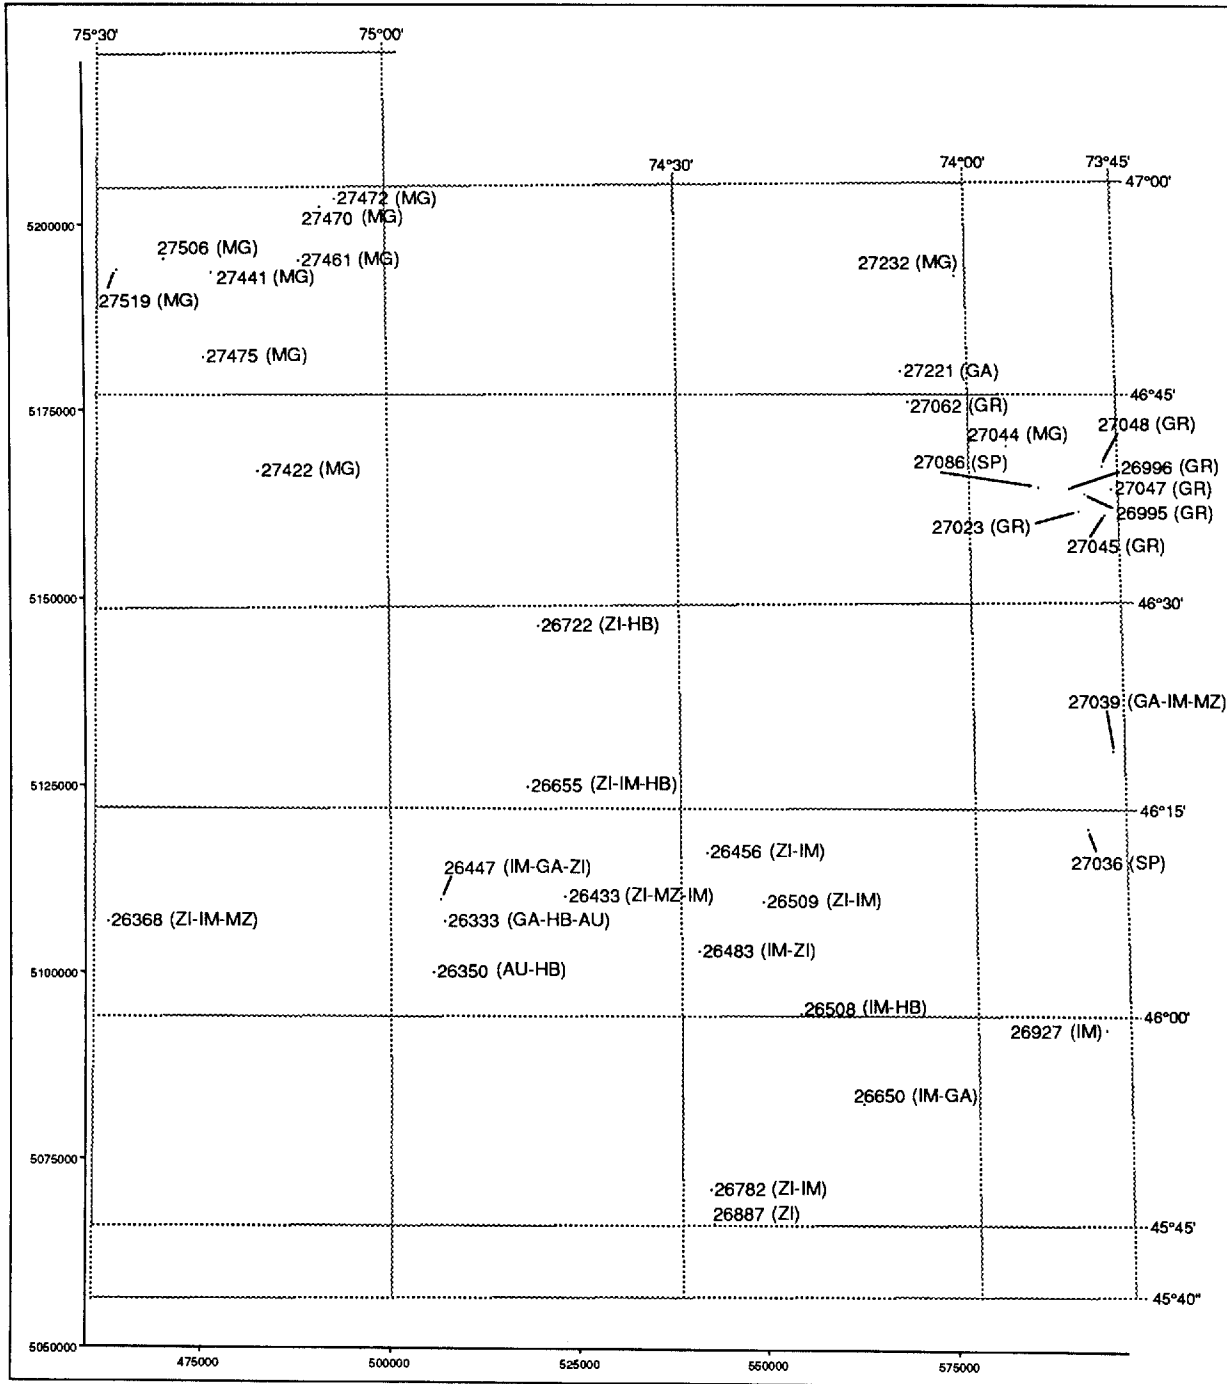 75°30' 75°00'
74°30' 74°00' 73°45'
47°00'
27472 (MG)
27470 (MG)
5200000
27506 (MG)
27461 (MG)
27232 (MG)
27441 (MG)
27519 (MG)
27475 (MG)
27221 (GA)
46°45'
27062 (GR)
5175000
27048 (GR)
27044 (MG)
27086 (SP)
26996 (GR)
27422 (MG)
27047 (GR)
26995 (GR)
27023 (GR)
27045 (GR)
5150000
46°30'
26722 (ZI-HB)
27039 (GA-IM-MZ)
5125000
26655 (ZI-IM-HB)
46°15'
26456 (ZI-IM)
27036 (SP)
26447 (IM-GA-ZI)
26433 (ZI-MZ-IM)
26509 (ZI-IM)
26368 (ZI-IM-MZ)
26333 (GA-HB-AU)
26483 (IM-ZI)
5100000
26350 (AU-HB)
26508 (IM-HB)
46°00'
26927 (IM)
26650 (IM-GA)
5075000
26782 (ZI-IM)
26887 (ZI)
45°45'
45°40"
5050000
475000 500000 525000 550000 575000